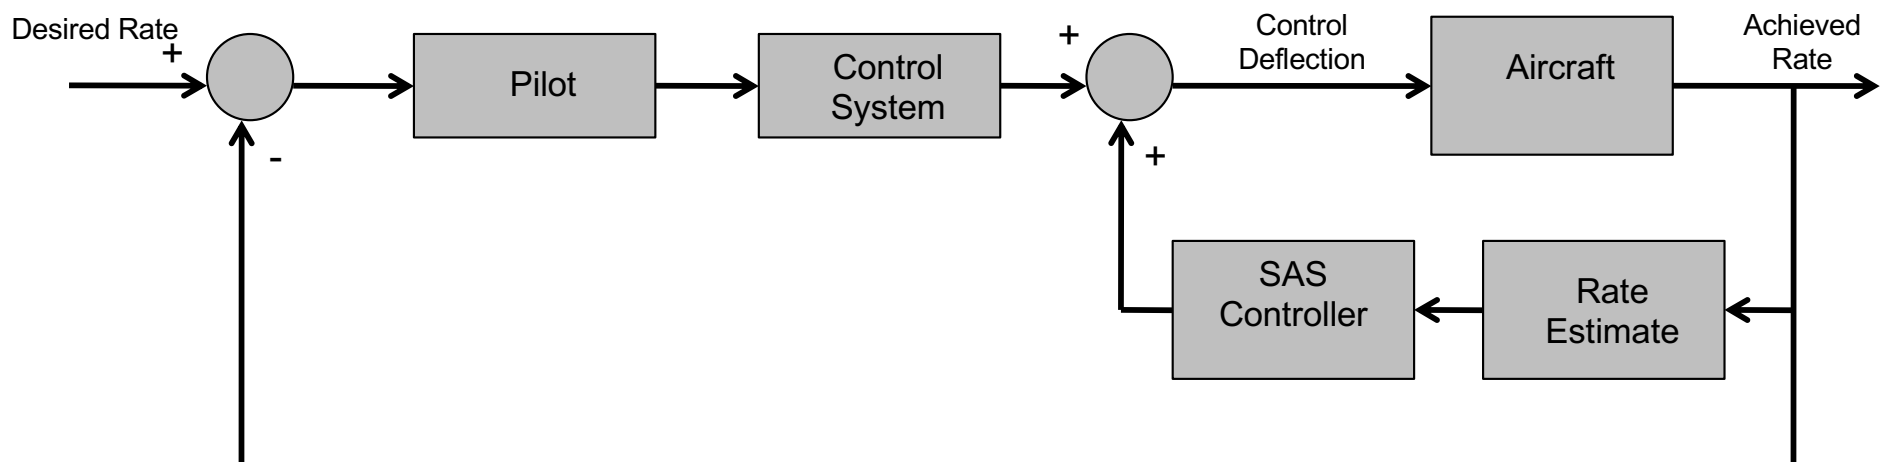 Desired Rate
+
-
Pilot
Control
System
+
+
Control
Deflection
Aircraft
Achieved
Rate
SAS
Controller
Rate
Estimate